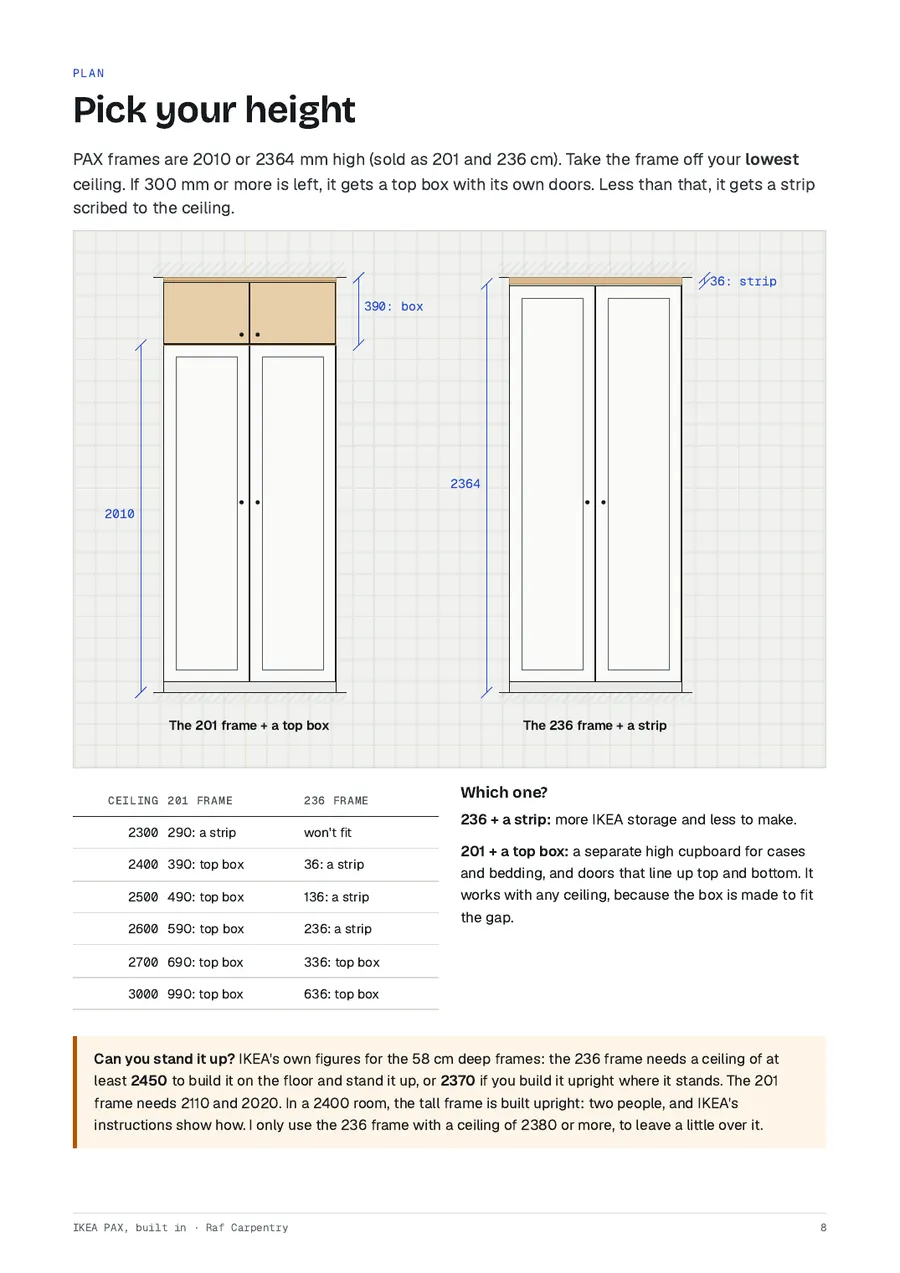 PLAN
Pick your height
PAX frames are 2010 or 2364 mm high (sold as 201 and 236 cm). Take the frame off your lowest
ceiling. If 300 mm or more is left, it gets a top box with its own doors. Less than that, it gets a strip
scribed to the ceiling.
36: strip
390: box
2364
2010
The 201 frame + a top box
The 236 frame + a strip
CEILING 201 FRAME 236 FRAME
2300 290: a strip won't fit
2400 390: top box 36: a strip
2500 490: top box 136: a strip
2600 590: top box 236: a strip
2700 690: top box 336: top box
3000 990: top box 636: top box
Which one?
236 + a strip: more IKEA storage and less to make.
201 + a top box: a separate high cupboard for cases
and bedding, and doors that line up top and bottom. It
works with any ceiling, because the box is made to fit
the gap.
Can you stand it up? IKEA's own figures for the 58 cm deep frames: the 236 frame needs a ceiling of at
least 2450 to build it on the floor and stand it up, or 2370 if you build it upright where it stands. The 201
frame needs 2110 and 2020. In a 2400 room, the tall frame is built upright: two people, and IKEA's
instructions show how. I only use the 236 frame with a ceiling of 2380 or more, to leave a little over it.
IKEA PAX, built in · Raf Carpentry
8